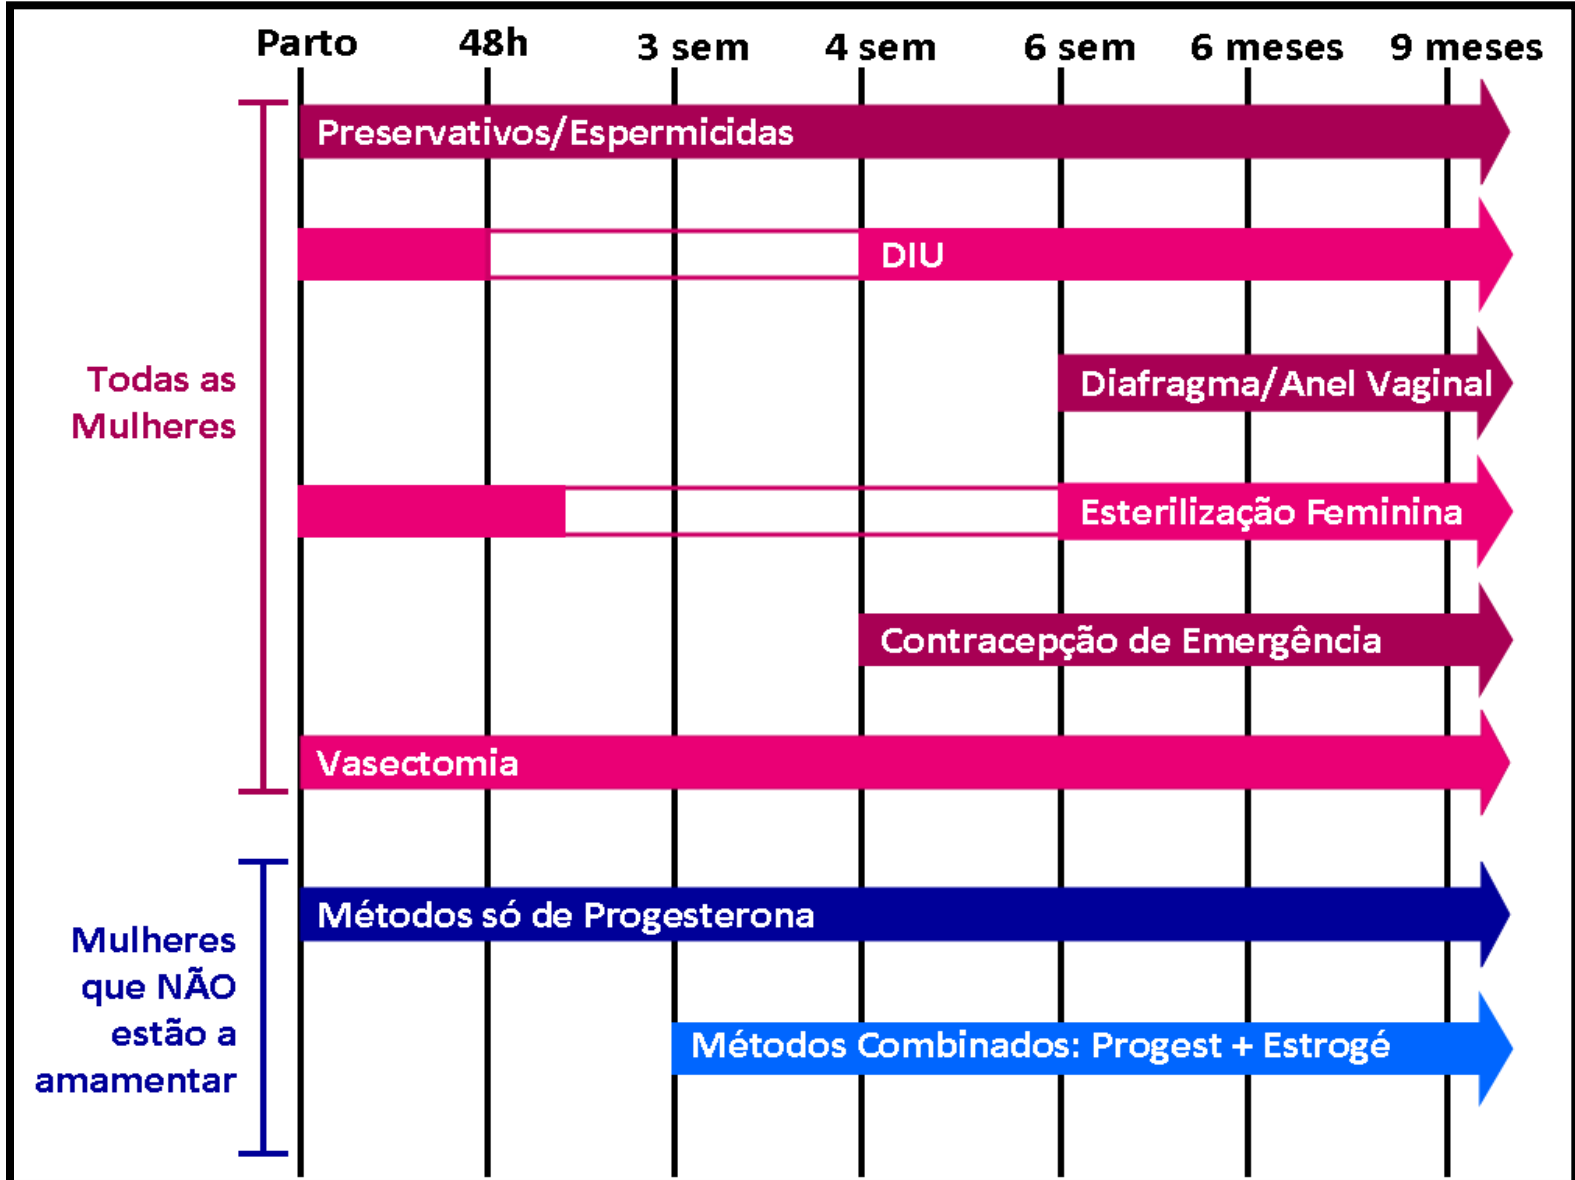 Parto 48h 3 sem 4 sem 6 sem 6 meses 9 meses
Preservativos/Espermicidas
DIU
Todas as
Mulheres
Diafragma/Anel Vaginal
Esterilização Feminina
Contracepção de Emergência
Vasectomia
Mulheres
que NÃO
estão a
amamentar
Métodos só de Progesterona
Métodos Combinados: Progest + Estrogé